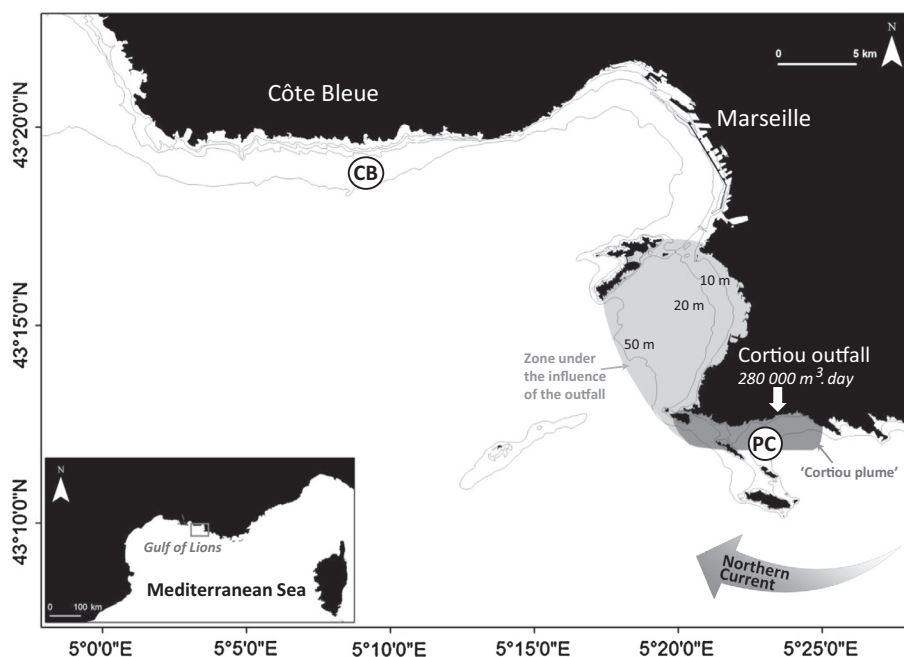 N
0 5 km
Côte Bleue
Marseille
43°20'0"N
CB
10 m
20 m
43°15'0"N
50 m
Cortiou outfall
280 000 m³. day
Zone under
the influence
of the outfall
PC
'Cortiou plume'
N
43°10'0"N
Gulf of Lions
Mediterranean Sea
0 100 km
Northern
Current
5°0'0"E 5°5'0"E 5°10'0"E 5°15'0"E 5°20'0"E 5°25'0"E